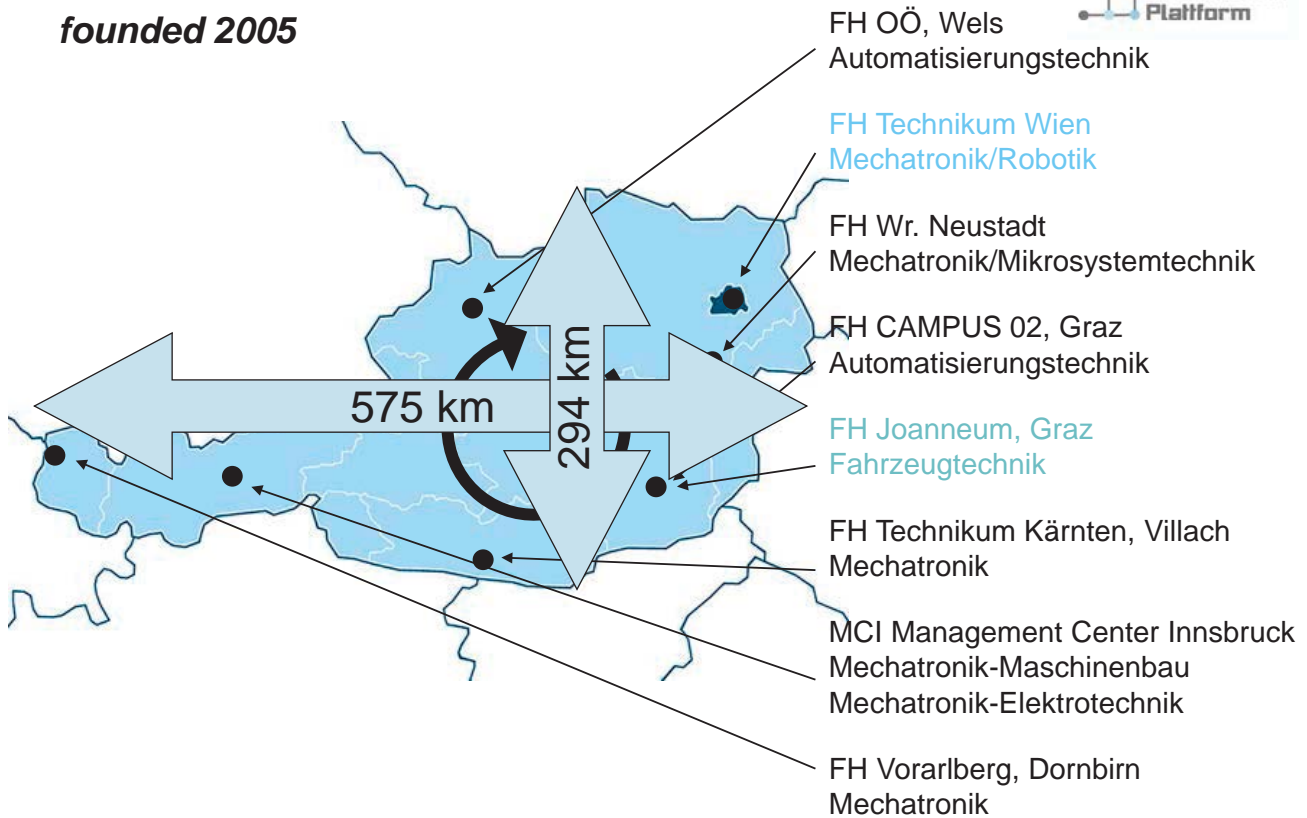 Plattform
founded 2005
FH OÖ, Wels
Automatisierungstechnik
FH Technikum Wien
Mechatronik/Robotik
FH Wr. Neustadt
Mechatronik/Mikrosystemtechnik
FH CAMPUS 02, Graz
Automatisierungstechnik
575 km
294 km
FH Joanneum, Graz
Fahrzeugtechnik
FH Technikum Kärnten, Villach
Mechatronik
MCI Management Center Innsbruck
Mechatronik-Maschinenbau
Mechatronik-Elektrotechnik
FH Vorarlberg, Dornbirn
Mechatronik